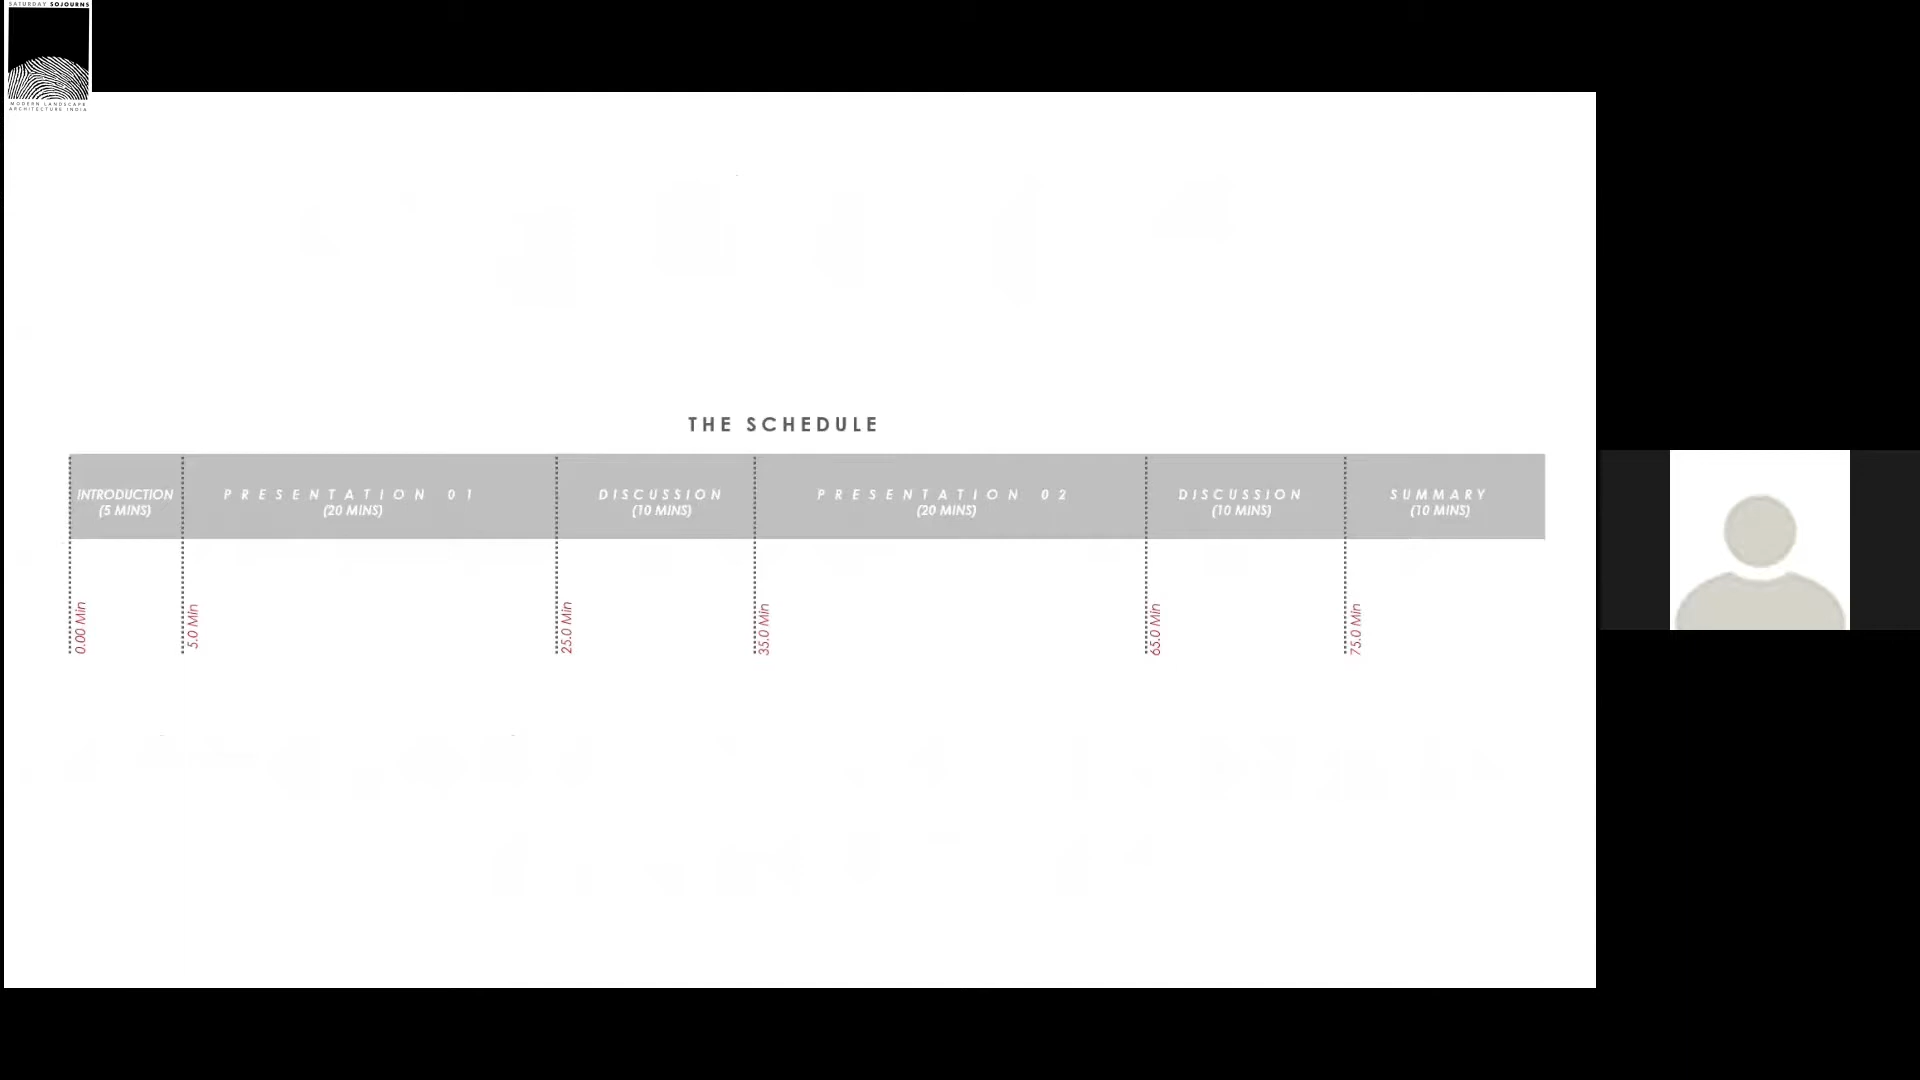 SATURDAY SOJOURNS
MODERN LANDSCAPE
ARCHITECTURE INDIA
THE SCHEDULE
INTRODUCTION
(5 MINS)
PRESENTATION 01
(20 MINS)
DISCUSSION
(10 MINS)
PRESENTATION 02
(20 MINS)
DISCUSSION
(10 MINS)
SUMMARY
(10 MINS)
0.00 Min
5.0 Min
25.0 Min
35.0 Min
65.0 Min
75.0 Min